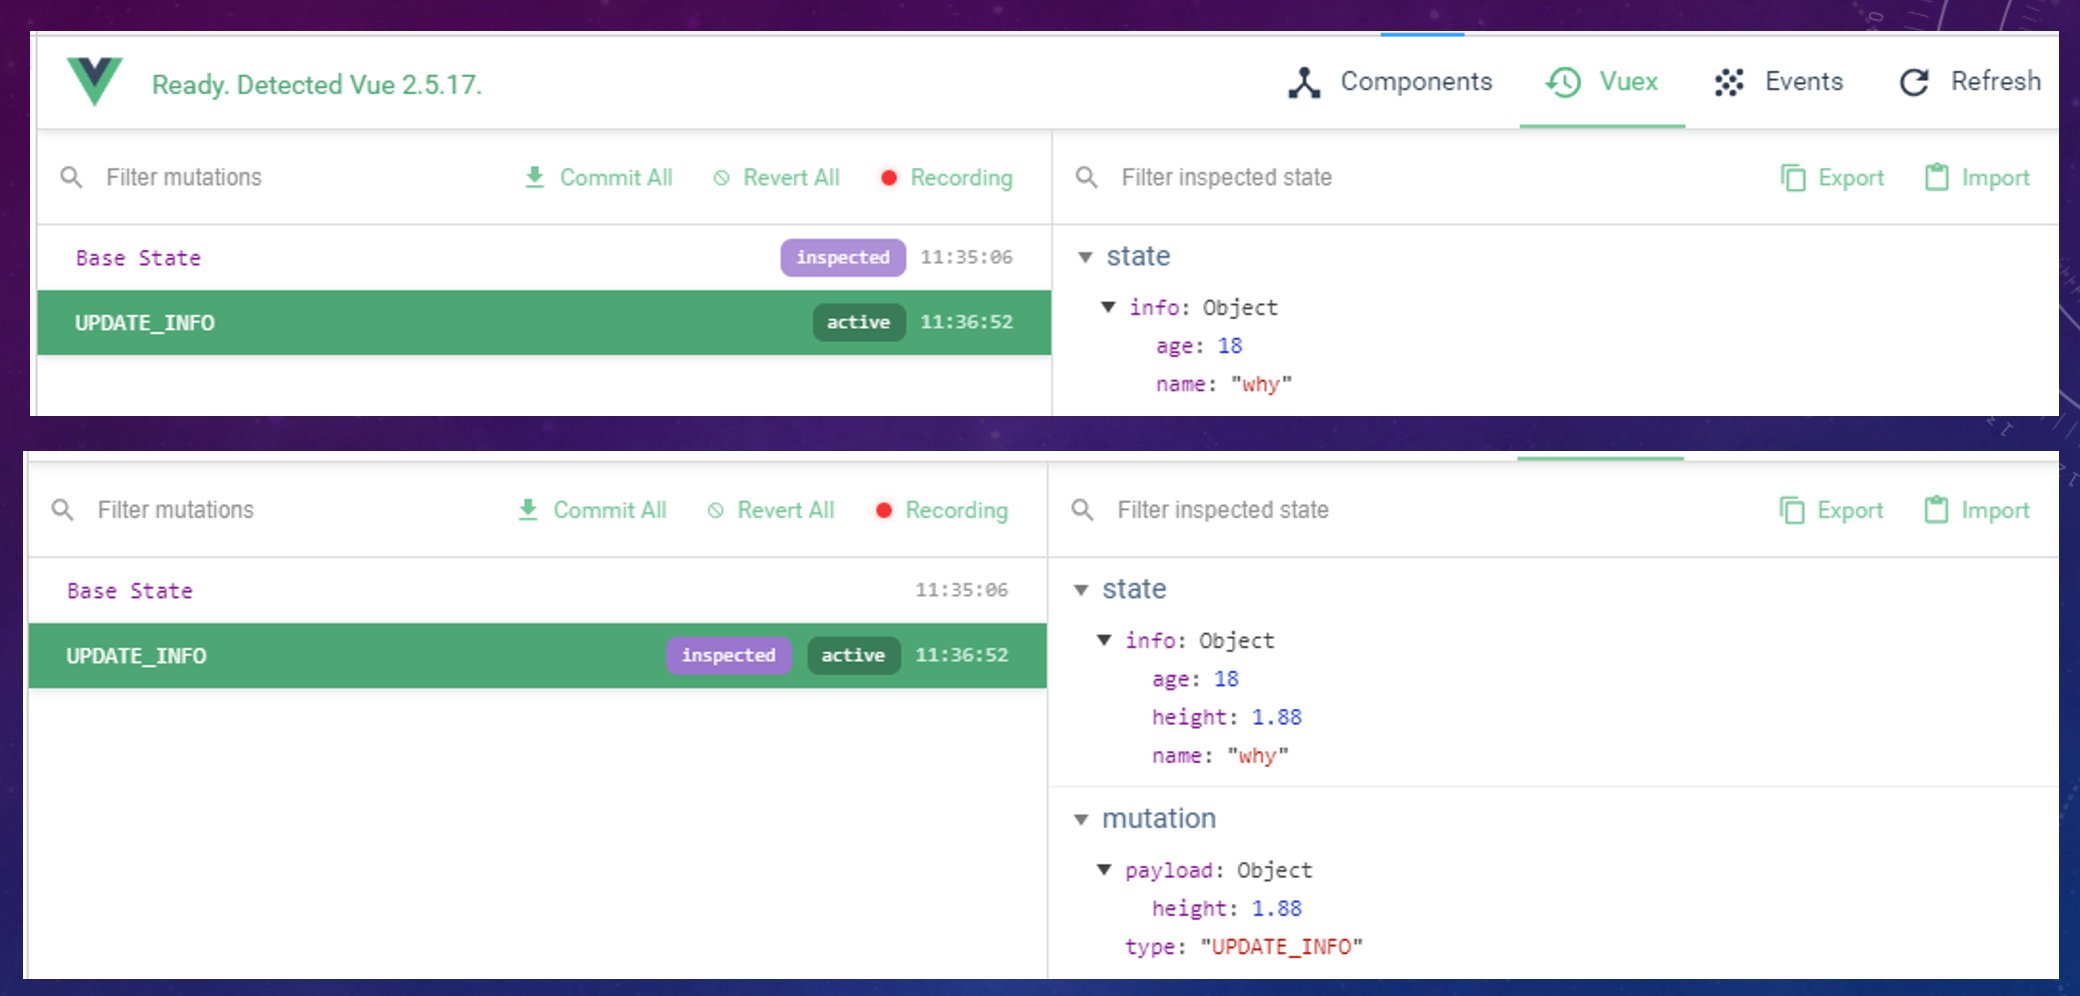 Ready. Detected Vue 2.5.17.
Components Vuex Events Refresh
Filter mutations Commit All Revert All Recording
Filter inspected state Export Import
Base State inspected 11:35:06
UPDATE_INFO active 11:36:52
state
info: Object
age: 18
name: "why"
Filter mutations Commit All Revert All Recording
Filter inspected state Export Import
Base State 11:35:06
UPDATE_INFO inspected active 11:36:52
state
info: Object
age: 18
height: 1.88
name: "why"
mutation
payload: Object
height: 1.88
type: "UPDATE_INFO"